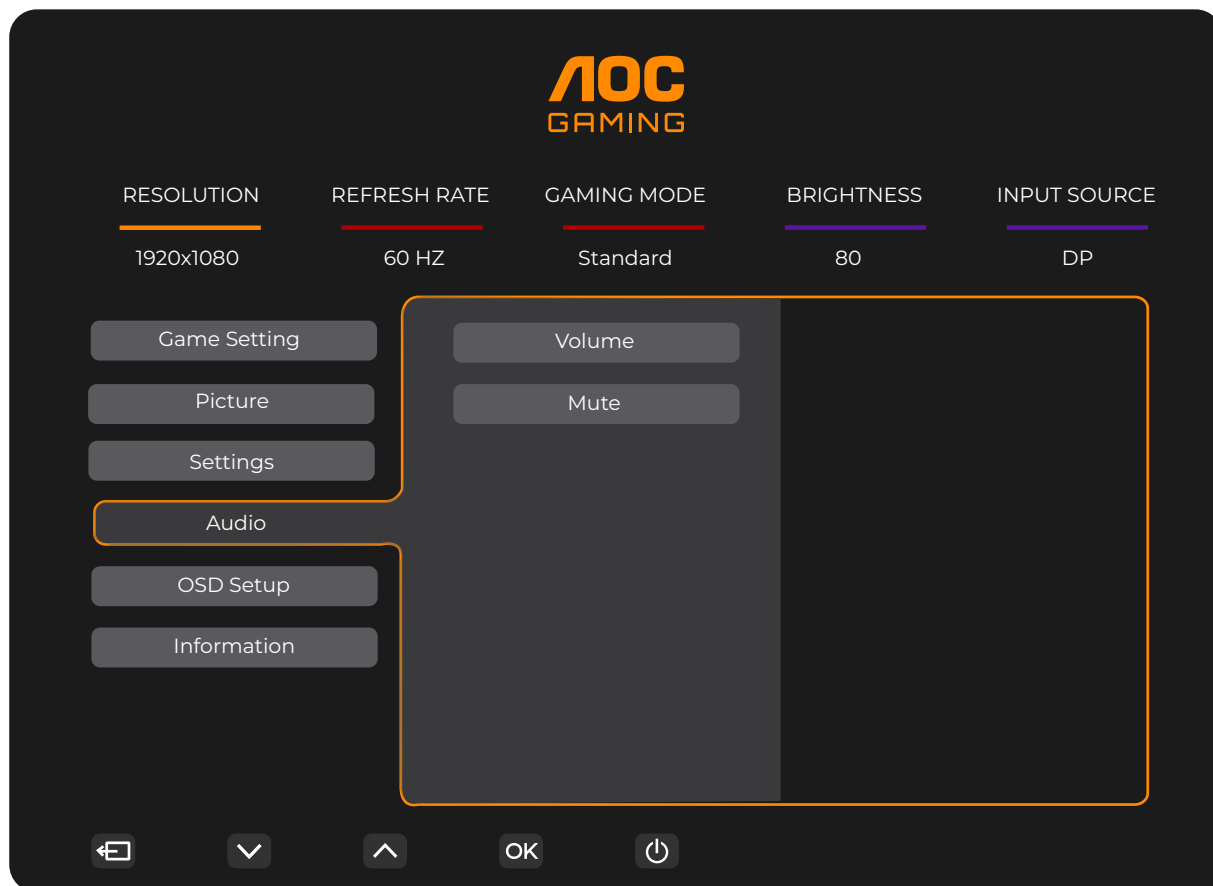 AOC
GAMING
RESOLUTION REFRESH RATE GAMING MODE BRIGHTNESS INPUT SOURCE
1920x1080 60 HZ Standard 80 DP
Game Setting Volume
Picture Mute
Settings
Audio
OSD Setup
Information
OK